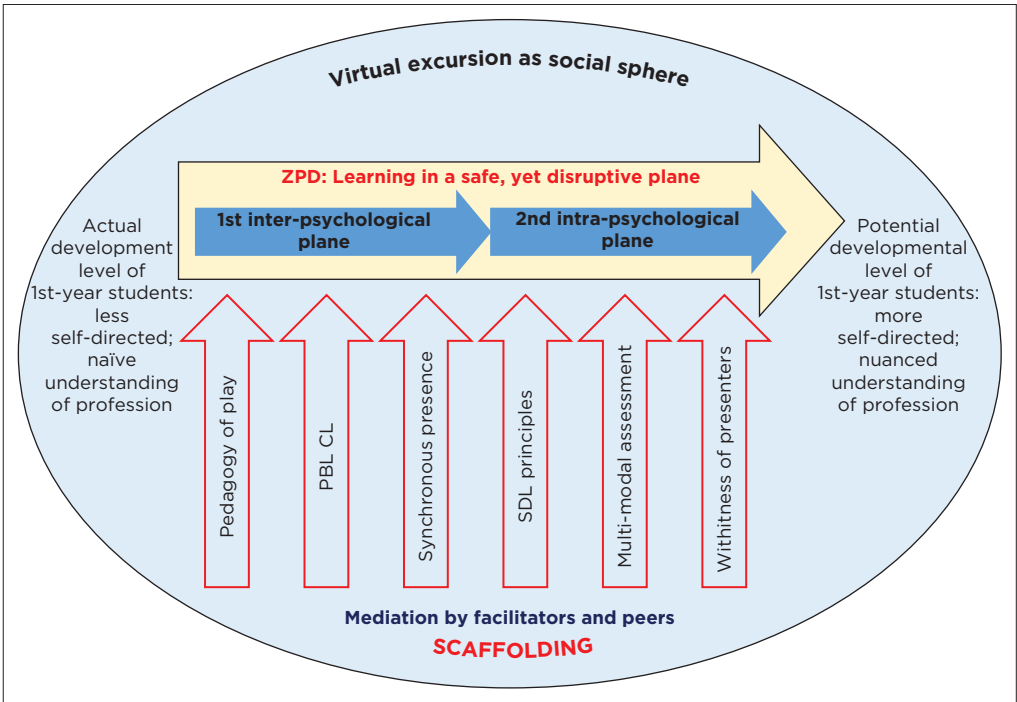 Virtual excursion as social sphere
ZPD: Learning in a safe, yet disruptive plane
1st inter-psychological
plane
2nd intra-psychological
plane
Actual
development
level of
1st-year students:
less
self-directed;
naïve
understanding
of profession
Potential
developmental
level of
1st-year students:
more
self-directed;
nuanced
understanding
of profession
Pedagogy of play
PBL CL
Synchronous presence
SDL principles
Multi-modal assessment
Withitness of presenters
Mediation by facilitators and peers
SCAFFOLDING